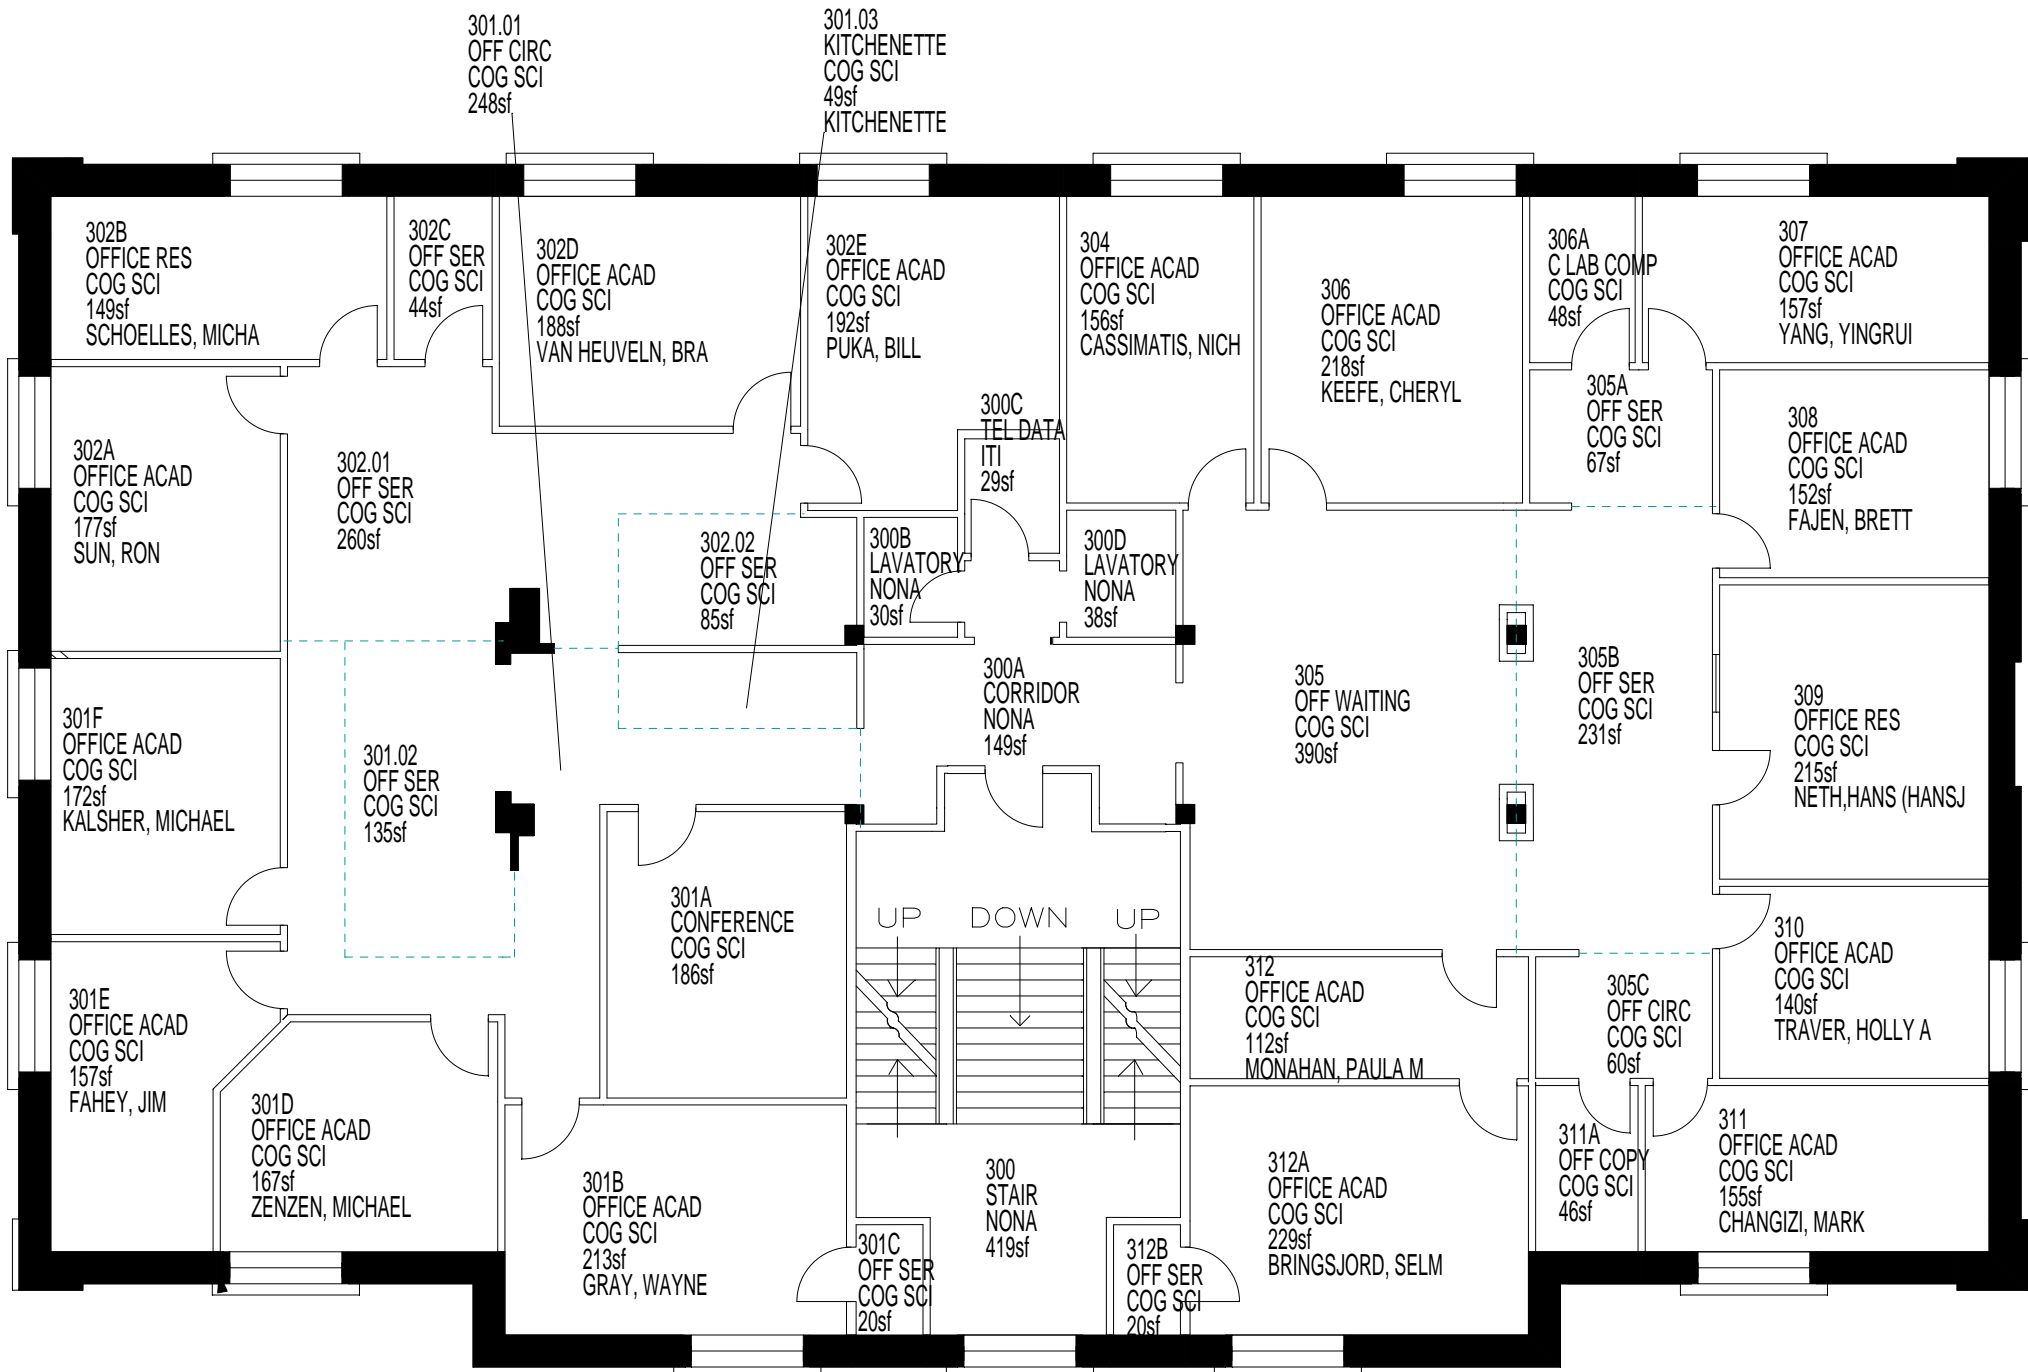 301.01
OFF CIRC
COG SCI
248sf
301.03
KITCHENETTE
COG SCI
49sf
KITCHENETTE
302B
OFFICE RES
COG SCI
149sf
SCHOELLES, MICHA
302C
OFF SER
COG SCI
44sf
302D
OFFICE ACAD
COG SCI
188sf
VAN HEUVELN, BRA
302E
OFFICE ACAD
COG SCI
192sf
PUKA, BILL
304
OFFICE ACAD
COG SCI
156sf
CASSIMATIS, NICH
306
OFFICE ACAD
COG SCI
218sf
KEEFE, CHERYL
306A
C LAB COMP
COG SCI
48sf
307
OFFICE ACAD
COG SCI
157sf
YANG, YINGRUI
302A
OFFICE ACAD
COG SCI
177sf
SUN, RON
302.01
OFF SER
COG SCI
260sf
302.02
OFF SER
COG SCI
85sf
300C
TEL DATA
ITI
29sf
300B
LAVATORY
NONA
30sf
300D
LAVATORY
NONA
38sf
305A
OFF SER
COG SCI
67sf
308
OFFICE ACAD
COG SCI
152sf
FAJEN, BRETT
301F
OFFICE ACAD
COG SCI
172sf
KALSHER, MICHAEL
301.02
OFF SER
COG SCI
135sf
300A
CORRIDOR
NONA
149sf
305
OFF WAITING
COG SCI
390sf
305B
OFF SER
COG SCI
231sf
309
OFFICE RES
COG SCI
215sf
NETH,HANS (HANSJ
301A
CONFERENCE
COG SCI
186sf
UP
DOWN
UP
312
OFFICE ACAD
COG SCI
112sf
MONAHAN, PAULA M
305C
OFF CIRC
COG SCI
60sf
310
OFFICE ACAD
COG SCI
140sf
TRAVER, HOLLY A
301E
OFFICE ACAD
COG SCI
157sf
FAHEY, JIM
301D
OFFICE ACAD
COG SCI
167sf
ZENZEN, MICHAEL
301B
OFFICE ACAD
COG SCI
213sf
GRAY, WAYNE
301C
OFF SER
COG SCI
20sf
300
STAIR
NONA
419sf
312B
OFF SER
COG SCI
20sf
312A
OFFICE ACAD
COG SCI
229sf
BRINGSJORD, SELM
311A
OFF COPY
COG SCI
46sf
311
OFFICE ACAD
COG SCI
155sf
CHANGIZI, MARK